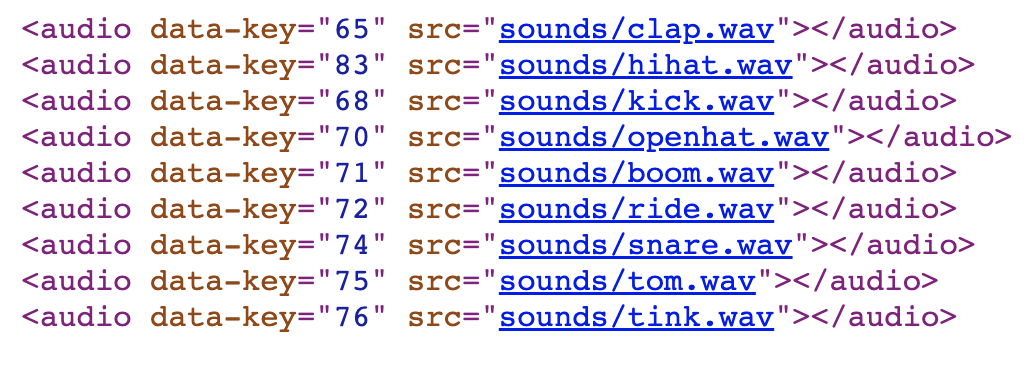 <audio data-key="65" src="sounds/clap.wav"></audio>
<audio data-key="83" src="sounds/hihat.wav"></audio>
<audio data-key="68" src="sounds/kick.wav"></audio>
<audio data-key="70" src="sounds/openhat.wav"></audio>
<audio data-key="71" src="sounds/boom.wav"></audio>
<audio data-key="72" src="sounds/ride.wav"></audio>
<audio data-key="74" src="sounds/snare.wav"></audio>
<audio data-key="75" src="sounds/tom.wav"></audio>
<audio data-key="76" src="sounds/tink.wav"></audio>